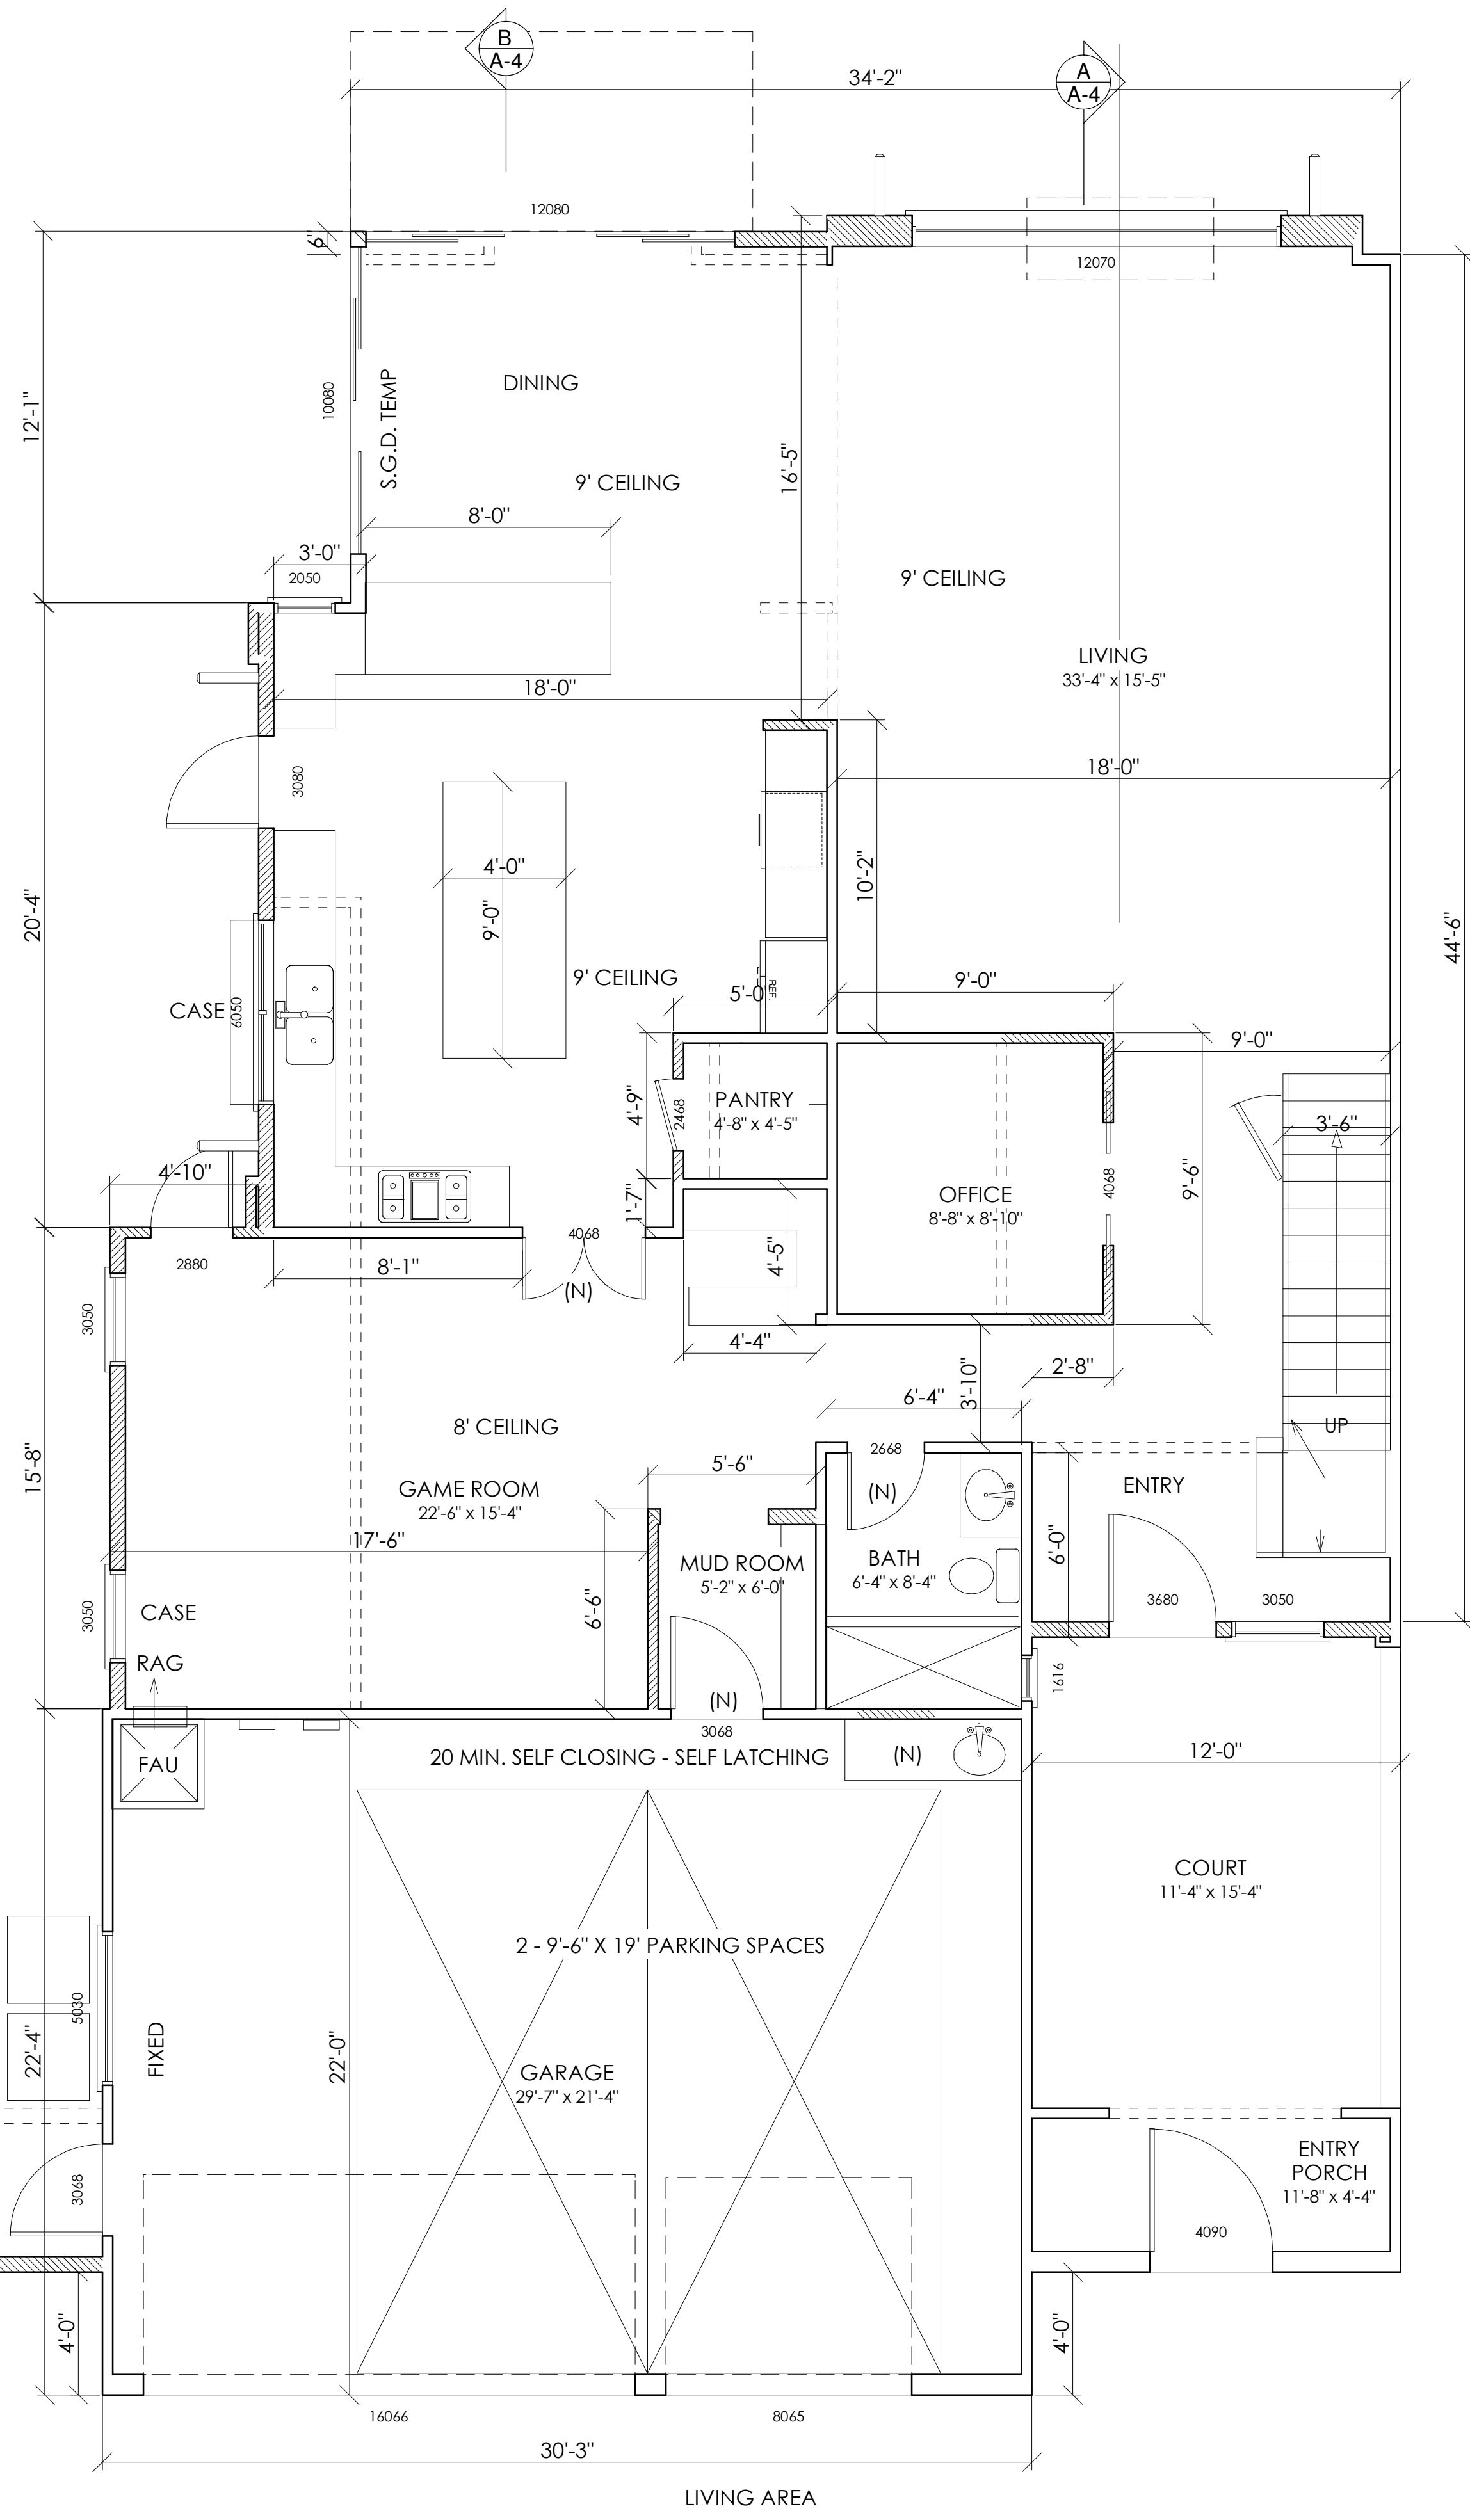 B
A-4
A
A-4
34'-2"
12080
6"
12070
DINING
10080
S.G.D. TEMP
12'-1"
16'-5"
9' CEILING
8'-0"
3'-0"
2050
9' CEILING
LIVING
33'-4" x 15'-5"
18'-0"
3080
18'-0"
4'-0"
9'-0"
10'-2"
20'-4"
44'-6"
9' CEILING
5'-0"
REF.
9'-0"
CASE
6050
9'-0"
4'-9"
2468
PANTRY
4'-8" x 4'-5"
3'-6"
4'-10"
1'-7"
OFFICE
8'-8" x 8'-10"
4068
9'-6"
4068
4'-5"
2880
8'-1"
(N)
3050
4'-4"
3'-10"
2'-8"
6'-4"
8' CEILING
2668
UP
5'-6"
15'-8"
GAME ROOM
22'-6" x 15'-4"
(N)
ENTRY
17'-6"
6'-0"
MUD ROOM
5'-2" x 6'-0"
BATH
6'-4" x 8'-4"
6'-6"
3050
CASE
3680
3050
RAG
1616
(N)
3068
FAU
20 MIN. SELF CLOSING - SELF LATCHING
(N)
12'-0"
COURT
11'-4" x 15'-4"
2 - 9'-6" X 19' PARKING SPACES
5030
22'-4"
FIXED
22'-0"
GARAGE
29'-7" x 21'-4"
3068
ENTRY
PORCH
11'-8" x 4'-4"
4090
4'-0"
4'-0"
16066
8065
30'-3"
LIVING AREA